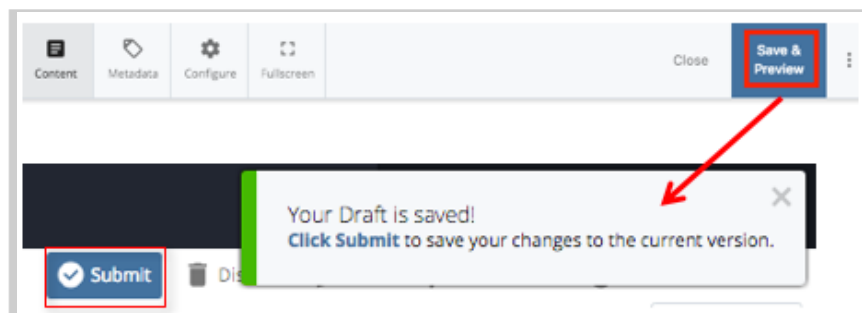 Content
Metadata
Configure
Fullscreen
Close
Save &
Preview
Your Draft is saved!
Click Submit to save your changes to the current version.
Submit
Dis